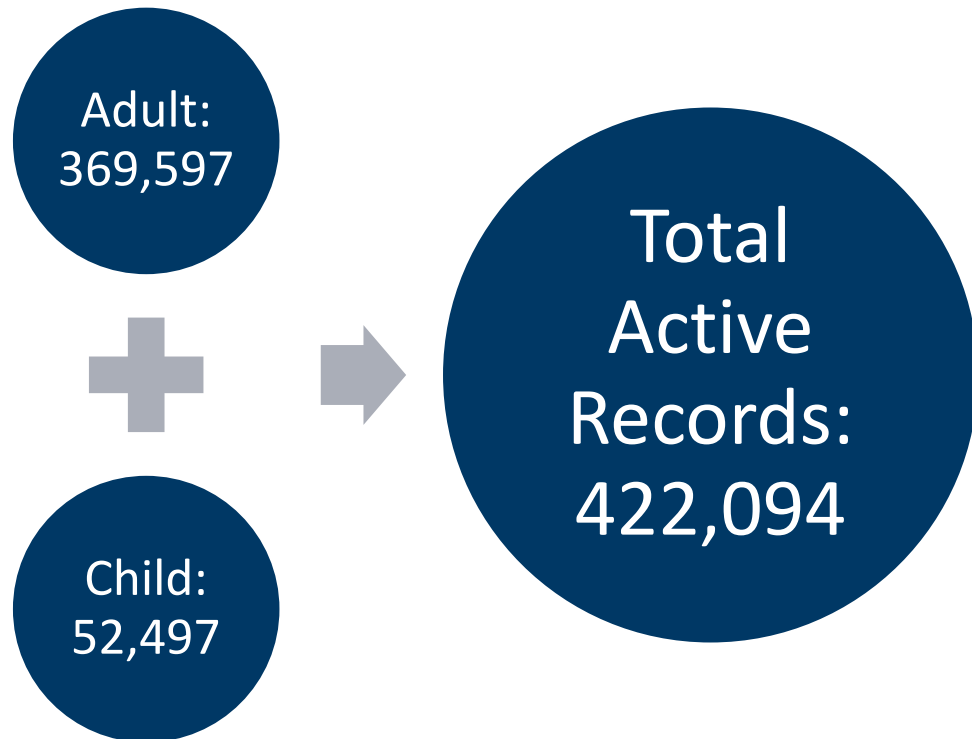 Adult:
369,597
Child:
52,497
Total
Active
Records:
422,094